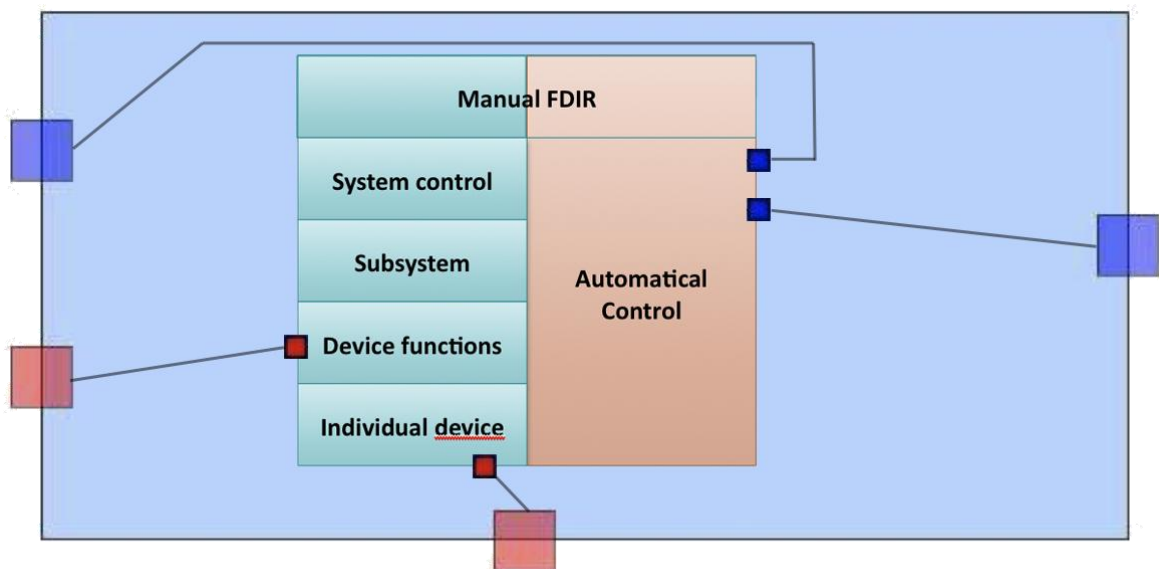 Manual FDIR
System control
Subsystem
Automatical
Control
Device functions
Individual device